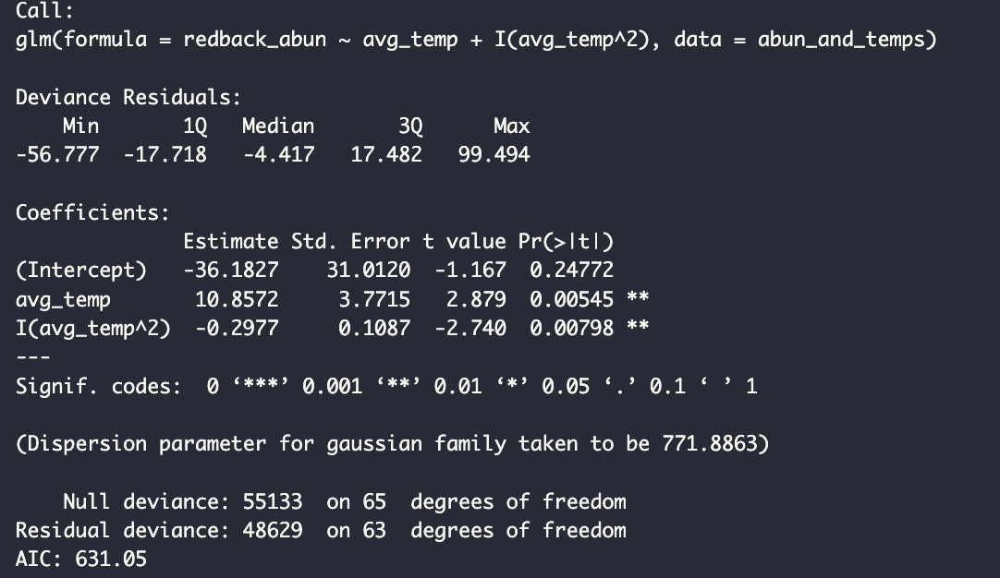 Call:
glm(formula = redback_abun ~ avg_temp + I(avg_temp^2), data = abun_and_temps)
Deviance Residuals:
Min 1Q Median 3Q Max
-56.777 -17.718 -4.417 17.482 99.494
Coefficients:
Estimate Std. Error t value Pr(>|t|)
(Intercept) -36.1827 31.0120 -1.167 0.24772
avg_temp 10.8572 3.7715 2.879 0.00545 **
I(avg_temp^2) -0.2977 0.1087 -2.740 0.00798 **
---
Signif. codes: 0 ‘***’ 0.001 ‘**’ 0.01 ‘*’ 0.05 ‘.’ 0.1 ‘ ’ 1
(Dispersion parameter for gaussian family taken to be 771.8863)
Null deviance: 55133 on 65 degrees of freedom
Residual deviance: 48629 on 63 degrees of freedom
AIC: 631.05